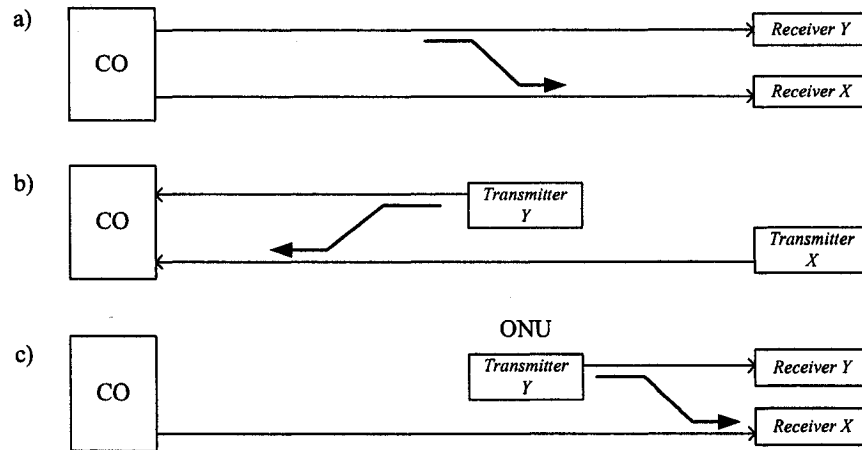 a)
CO
Receiver Y
Receiver X
b)
CO
Transmitter
Y
Transmitter
X
c)
CO
ONU
Transmitter
Y
Receiver Y
Receiver X